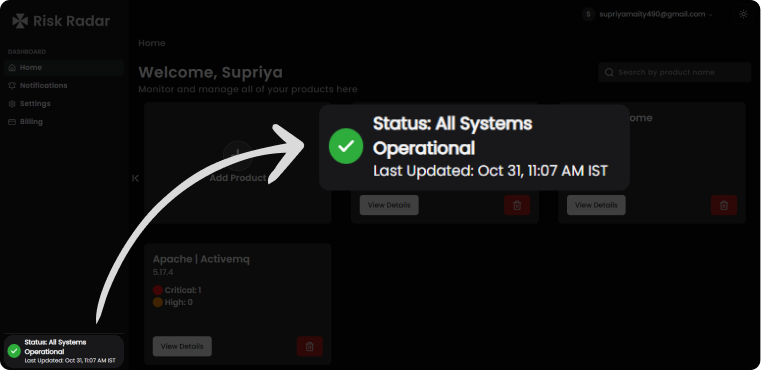 Risk Radar
supriyamaity490@gmail.com
S
DASHBOARD
Home
Notifications
Settings
Billing
Home
Welcome, Supriya
Monitor and manage all of your products here
Search by product name
Add Product
Status: All Systems
Operational
Last Updated: Oct 31, 11:07 AM IST
View Details
View Details
Apache | Activemq
5.17.4
Critical: 1
High: 0
View Details
Status: All Systems
Operational
Last Updated: Oct 31, 11:07 AM IST